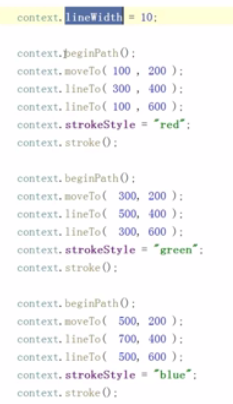 context.lineWidth = 10;
context.beginPath();
context.moveTo( 100 , 200 );
context.lineTo( 300 , 400 );
context.lineTo( 100 , 600 );
context.strokeStyle = "red";
context.stroke();
context.beginPath();
context.moveTo( 300, 200 );
context.lineTo( 500, 400 );
context.lineTo( 300, 600 );
context.strokeStyle = "green";
context.stroke();
context.beginPath();
context.moveTo( 500, 200 );
context.lineTo( 700, 400 );
context.lineTo( 500, 600 );
context.strokeStyle = "blue";
context.stroke();